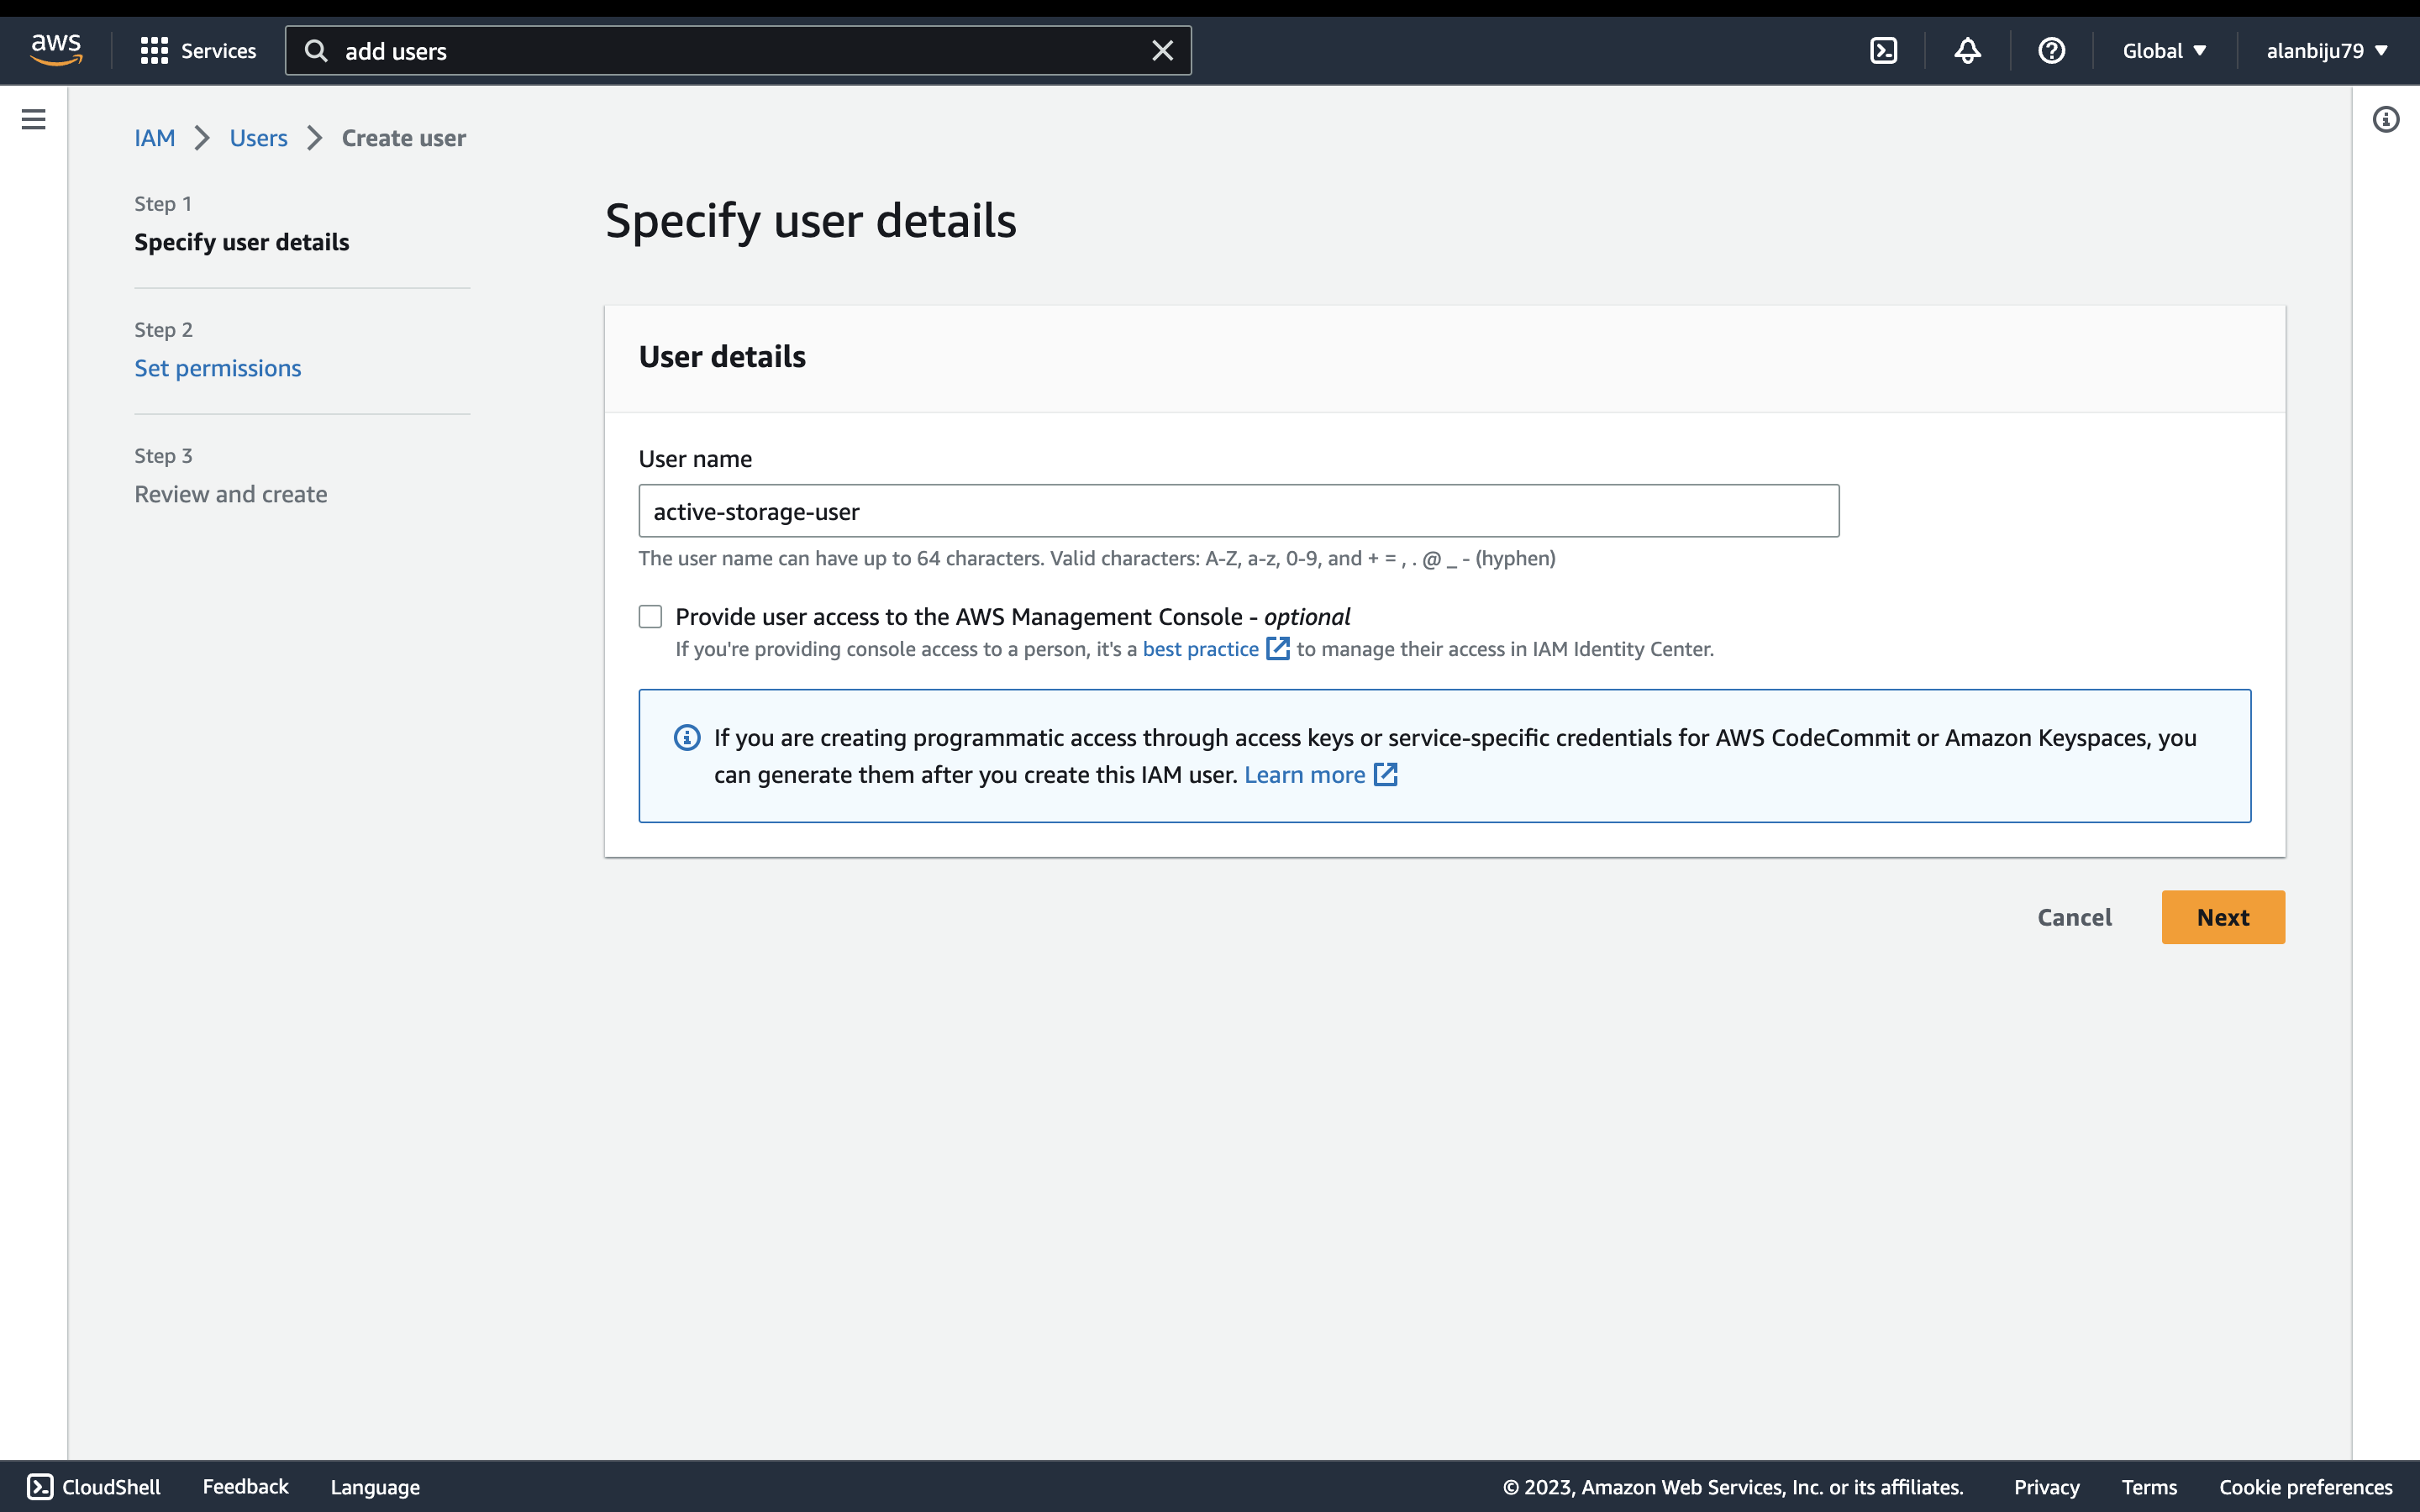 aws
Services
add users
Global
alanbiju79
IAM
Users
Create user
Step 1
Specify user details
Step 2
Set permissions
Step 3
Review and create
Specify user details
User details
User name
active-storage-user
The user name can have up to 64 characters. Valid characters: A-Z, a-z, 0-9, and + = , . @ _ - (hyphen)
Provide user access to the AWS Management Console - optional
If you're providing console access to a person, it's a best practice to manage their access in IAM Identity Center.
If you are creating programmatic access through access keys or service-specific credentials for AWS CodeCommit or Amazon Keyspaces, you
can generate them after you create this IAM user. Learn more
Cancel
Next
CloudShell
Feedback
Language
© 2023, Amazon Web Services, Inc. or its affiliates.
Privacy
Terms
Cookie preferences